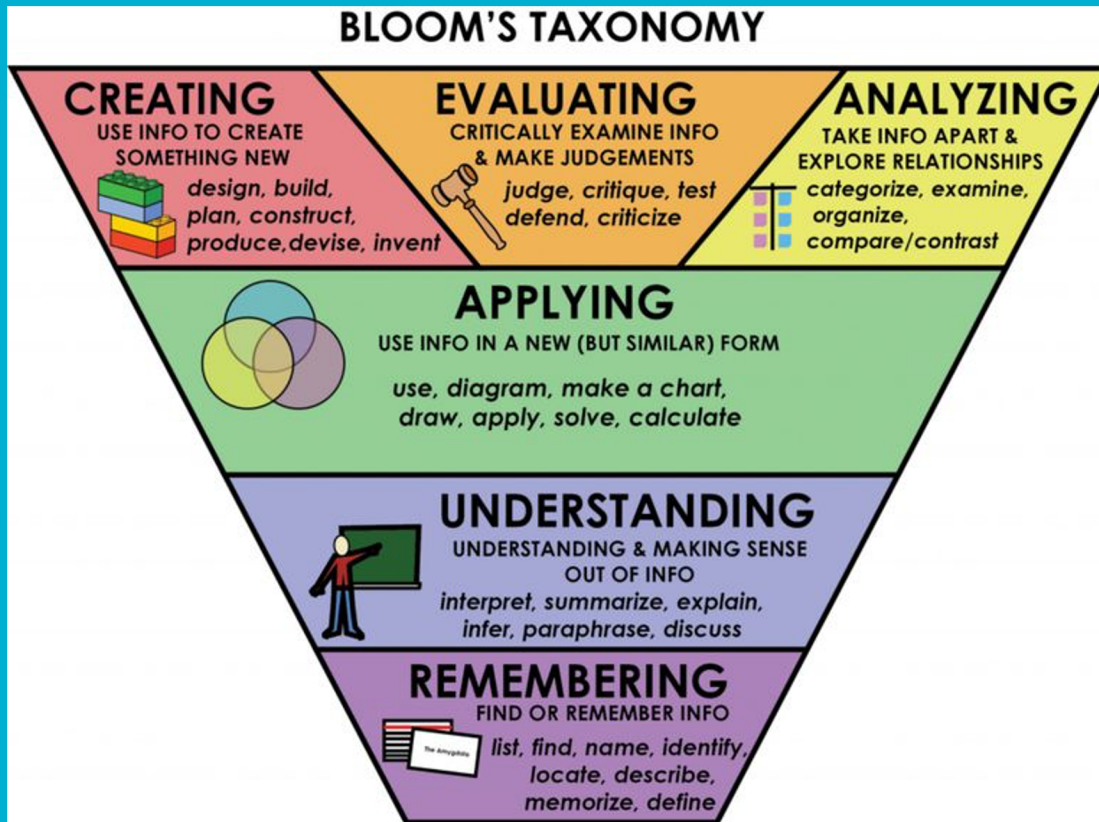 BLOOM'S TAXONOMY
CREATING
USE INFO TO CREATE
SOMETHING NEW
design, build,
plan, construct,
produce,devise, invent
EVALUATING
CRITICALLY EXAMINE INFO
& MAKE JUDGEMENTS
judge, critique, test
defend, criticize
ANALYZING
TAKE INFO APART &
EXPLORE RELATIONSHIPS
categorize, examine,
organize,
compare/contrast
APPLYING
USE INFO IN A NEW (BUT SIMILAR) FORM
use, diagram, make a chart,
draw, apply, solve, calculate
UNDERSTANDING
UNDERSTANDING & MAKING SENSE
OUT OF INFO
interpret, summarize, explain,
infer, paraphrase, discuss
REMEMBERING
FIND OR REMEMBER INFO
The Amygdala
list, find, name, identify,
locate, describe,
memorize, define